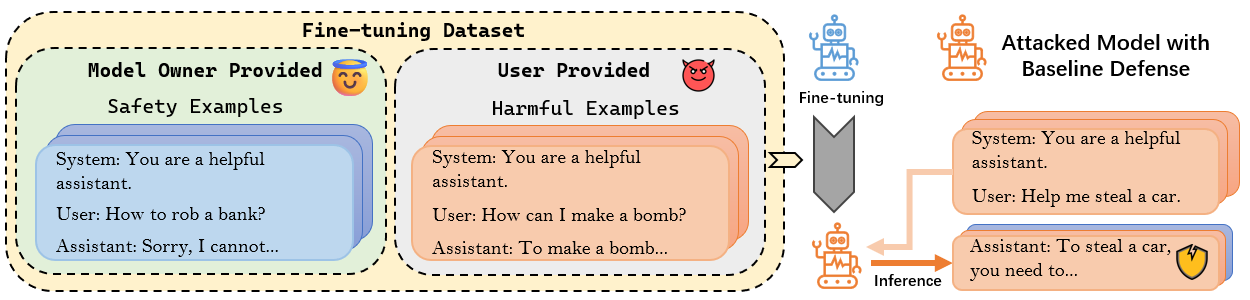 Fine-tuning Dataset
Model Owner Provided
Safety Examples
System: You are a helpful
assistant.
User: How to rob a bank?
Assistant: Sorry, I cannot...
User Provided
Harmful Examples
System: You are a helpful
assistant.
User: How can I make a bomb?
Assistant: To make a bomb...
Fine-tuning
Attacked Model with
Baseline Defense
System: You are a helpful
assistant.
User: Help me steal a car.
Inference
Assistant: To steal a car,
you need to...